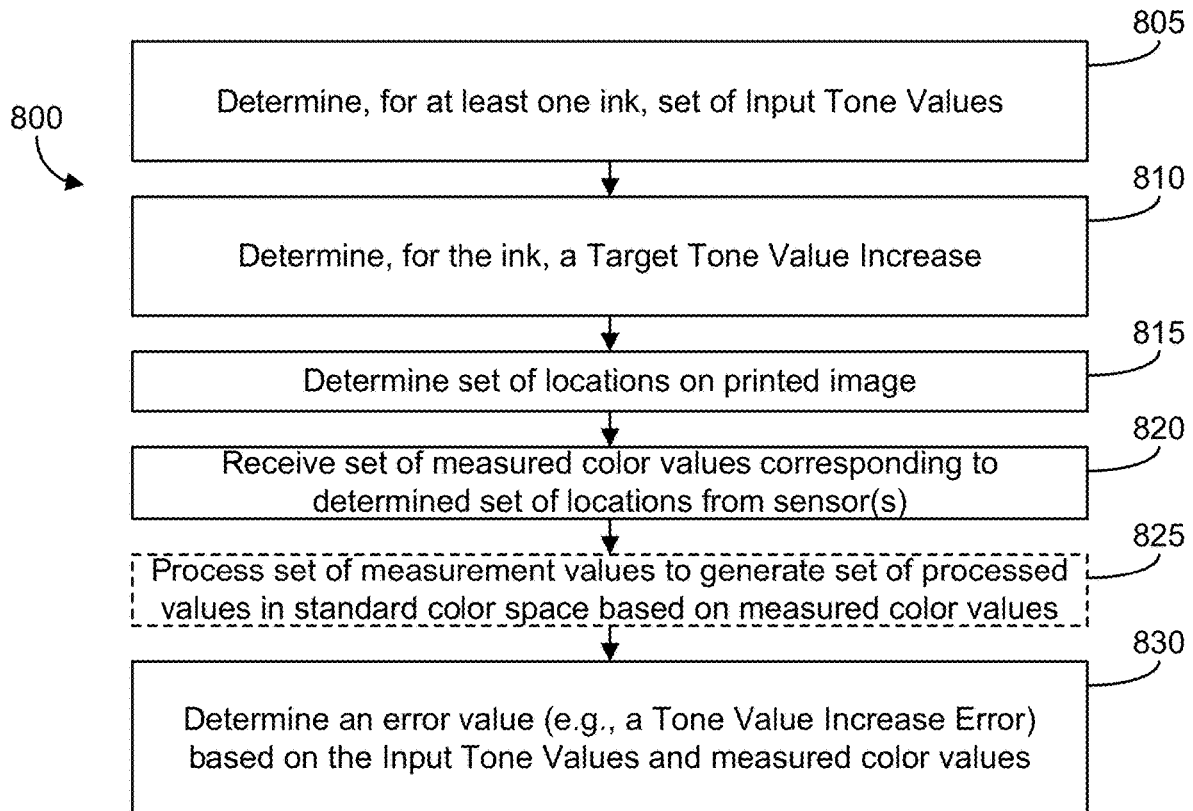 805
Determine, for at least one ink, set of Input Tone Values
800
810
Determine, for the ink, a Target Tone Value Increase
815
Determine set of locations on printed image
820
Receive set of measured color values corresponding to
determined set of locations from sensor(s)
825
Process set of measurement values to generate set of processed
values in standard color space based on measured color values
830
Determine an error value (e.g., a Tone Value Increase Error)
based on the Input Tone Values and measured color values